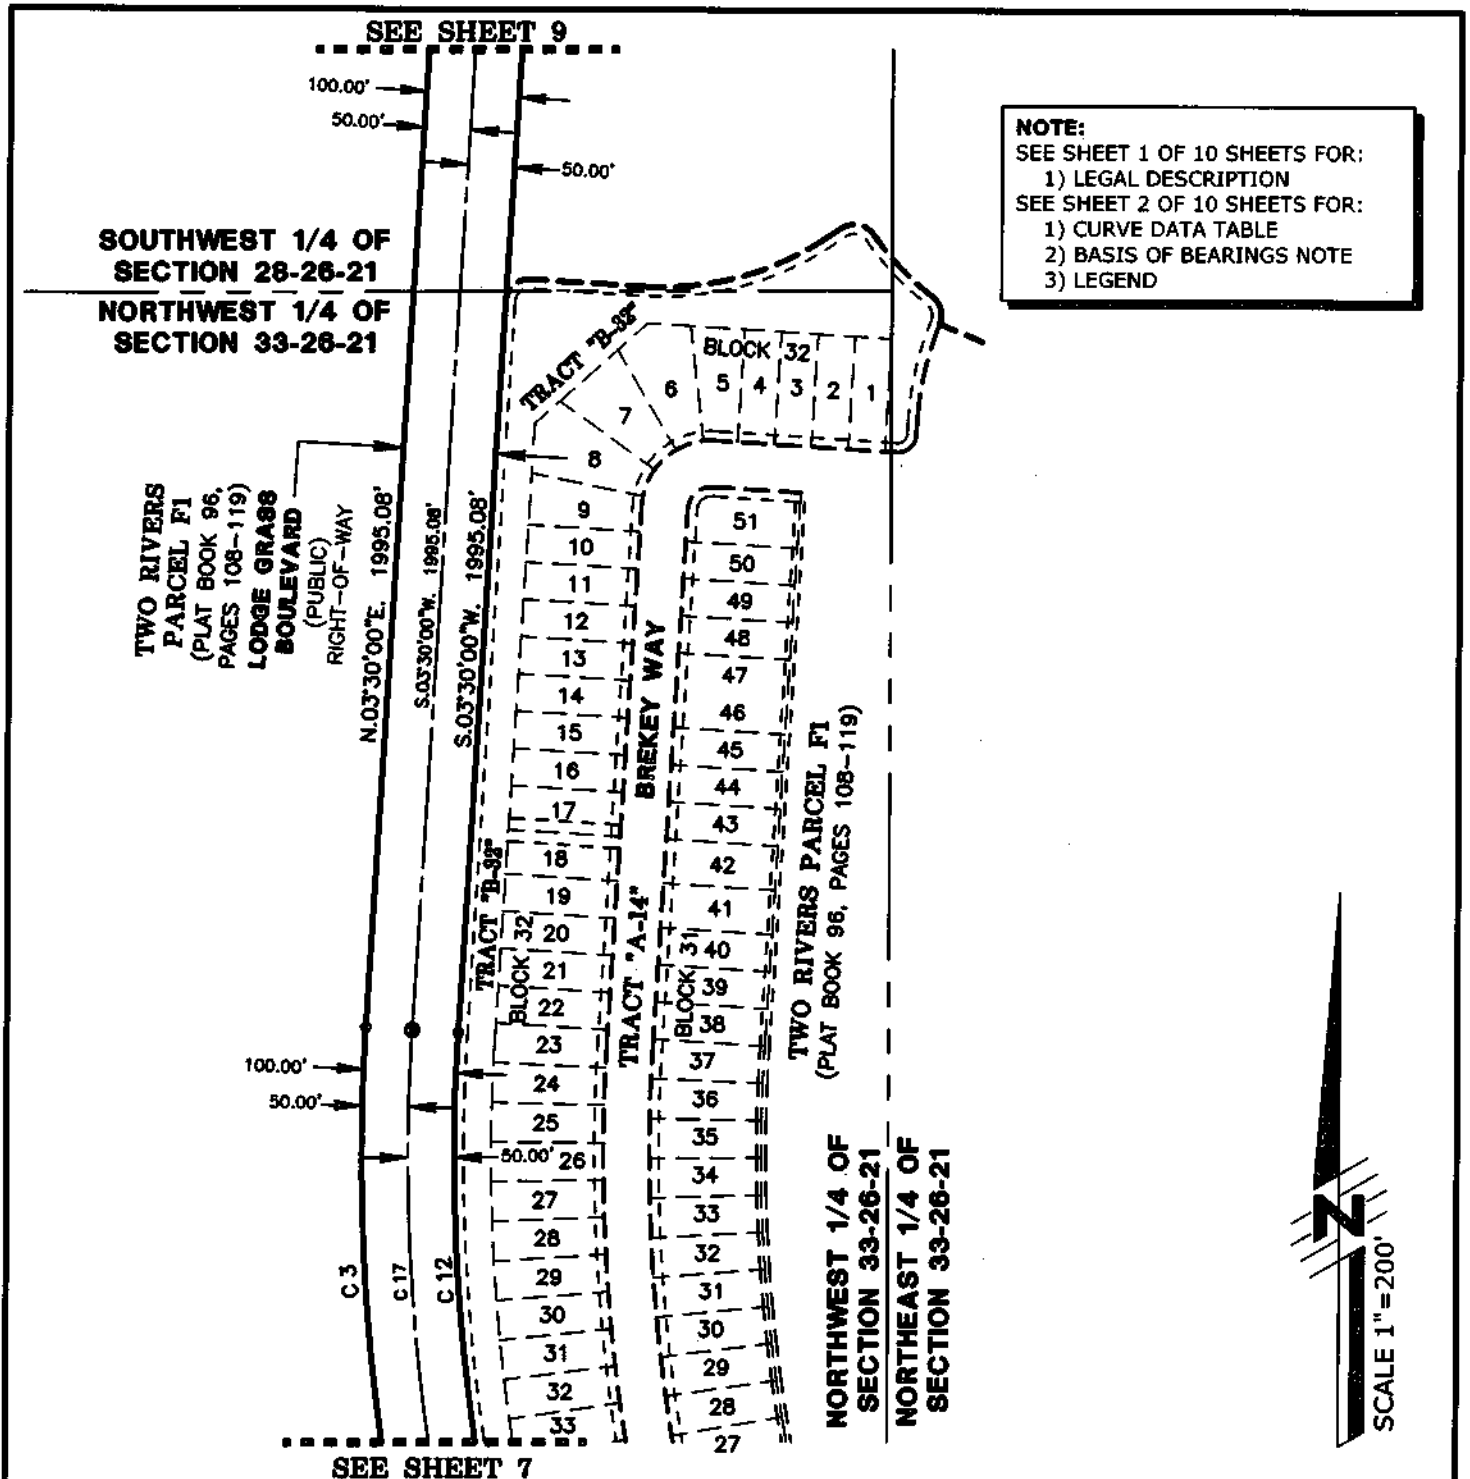 SEE SHEET 9
100.00'
50.00'
50.00'
NOTE:
SEE SHEET 1 OF 10 SHEETS FOR:
1) LEGAL DESCRIPTION
SEE SHEET 2 OF 10 SHEETS FOR:
1) CURVE DATA TABLE
2) BASIS OF BEARINGS NOTE
3) LEGEND
SOUTHWEST 1/4 OF
SECTION 28-26-21
NORTHWEST 1/4 OF
SECTION 33-26-21
TRACT "B-32"
BLOCK 32
1
2
3
4
5
6
7
8
9
10
11
12
13
14
15
16
17
18
19
20
21
22
23
24
25
26
27
28
29
30
31
32
33
TWO RIVERS
PARCEL F1
(PLAT BOOK 96,
PAGES 108-119)
LODGE GRASS
BOULEVARD
(PUBLIC)
RIGHT-OF-WAY
N.03°30'00"E. 1995.08'
S.03°30'00"W. 1995.08'
S.03°30'00"W. 1995.08'
TRACT "B-32"
BLOCK 32
BREKEY WAY
TRACT "A-14"
BLOCK 31
51
50
49
48
47
46
45
44
43
42
41
40
39
38
37
36
35
34
33
32
31
30
29
28
27
TWO RIVERS PARCEL F1
(PLAT BOOK 96, PAGES 108-119)
100.00'
50.00'
50.00'
C 3
C 17
C 12
NORTHWEST 1/4 OF
SECTION 33-26-21
NORTHEAST 1/4 OF
SECTION 33-26-21
N
SCALE 1"=200'
SEE SHEET 7